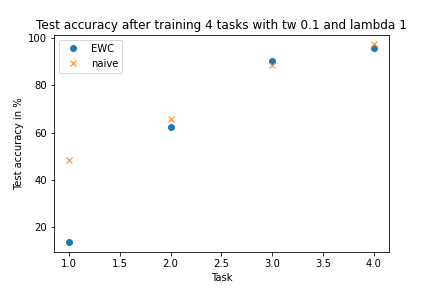 Test accuracy after training 4 tasks with tw 0.1 and lambda 1
EWC
naive
Test accuracy in %
100
80
60
40
20
1.0 1.5 2.0 2.5 3.0 3.5 4.0
Task